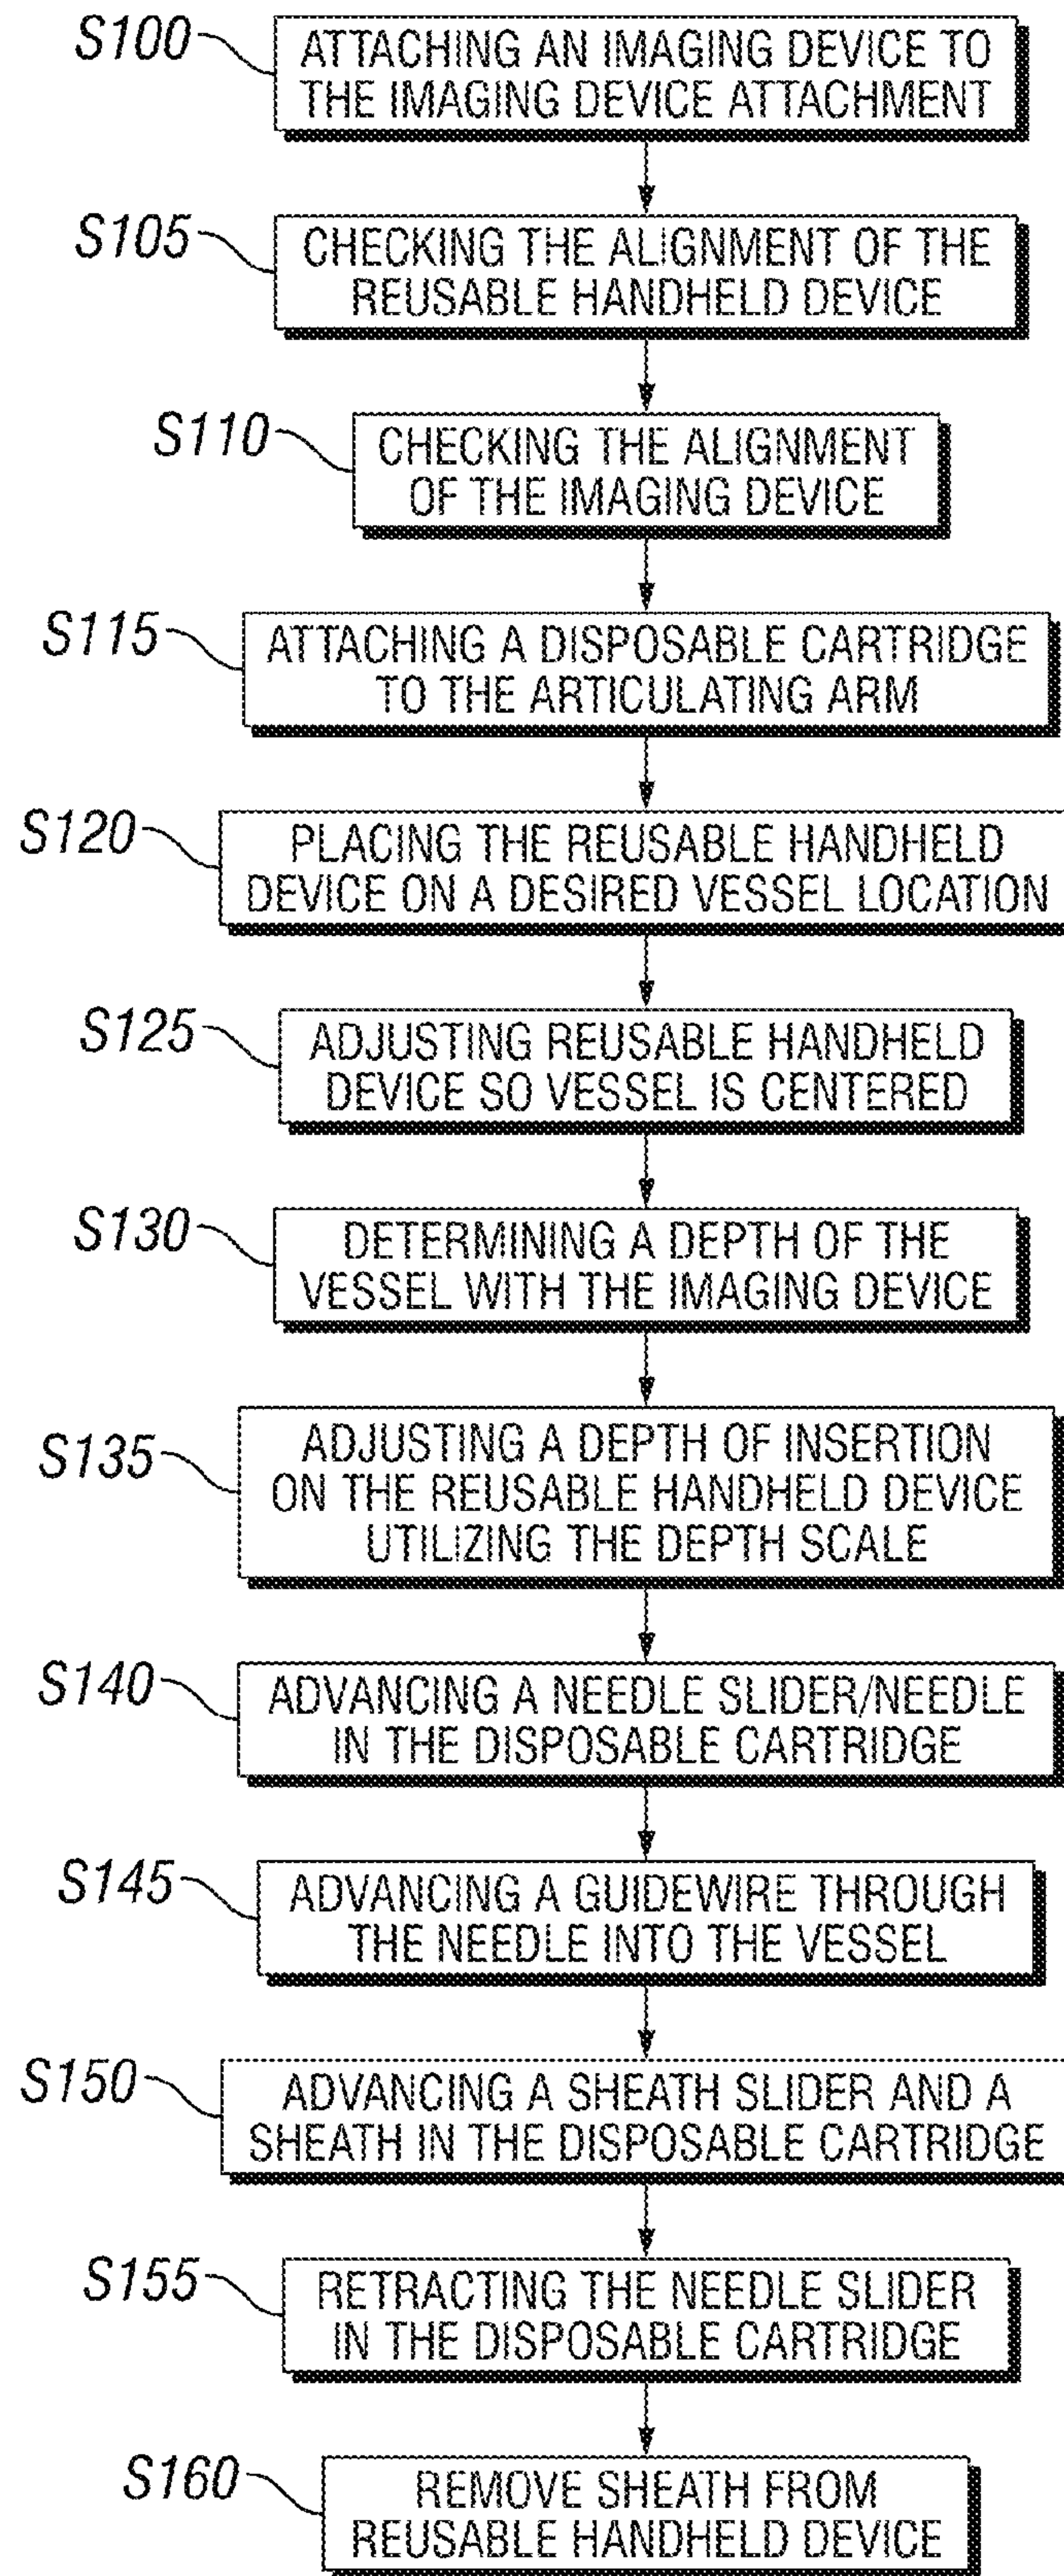 S100
ATTACHING AN IMAGING DEVICE TO
THE IMAGING DEVICE ATTACHMENT
S105
CHECKING THE ALIGNMENT OF THE
REUSABLE HANDHELD DEVICE
S110
CHECKING THE ALIGNMENT
OF THE IMAGING DEVICE
S115
ATTACHING A DISPOSABLE CARTRIDGE
TO THE ARTICULATING ARM
S120
PLACING THE REUSABLE HANDHELD
DEVICE ON A DESIRED VESSEL LOCATION
S125
ADJUSTING REUSABLE HANDHELD
DEVICE SO VESSEL IS CENTERED
S130
DETERMINING A DEPTH OF THE
VESSEL WITH THE IMAGING DEVICE
S135
ADJUSTING A DEPTH OF INSERTION
ON THE REUSABLE HANDHELD DEVICE
UTILIZING THE DEPTH SCALE
S140
ADVANCING A NEEDLE SLIDER/NEEDLE
IN THE DISPOSABLE CARTRIDGE
S145
ADVANCING A GUIDEWIRE THROUGH
THE NEEDLE INTO THE VESSEL
S150
ADVANCING A SHEATH SLIDER AND A
SHEATH IN THE DISPOSABLE CARTRIDGE
S155
RETRACTING THE NEEDLE SLIDER
IN THE DISPOSABLE CARTRIDGE
S160
REMOVE SHEATH FROM
REUSABLE HANDHELD DEVICE